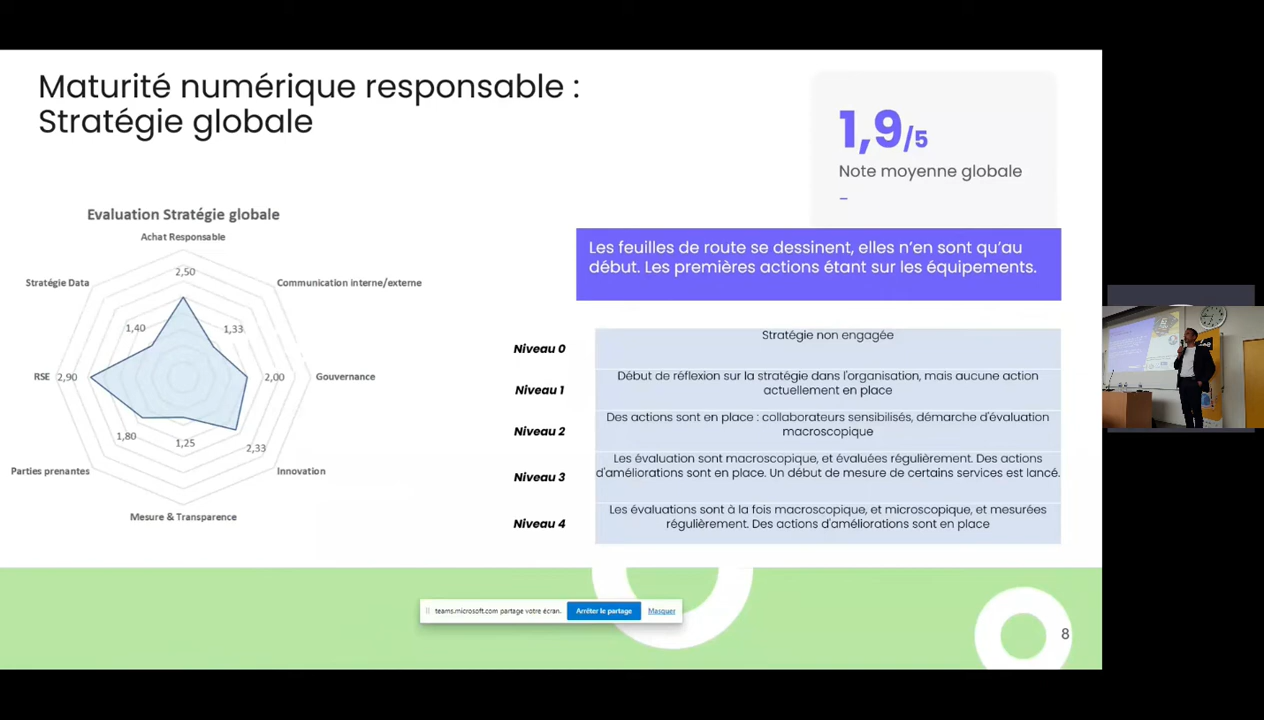 Maturité numérique responsable :
Stratégie globale
1,9/5
Note moyenne globale
–
Evaluation Stratégie globale
Achat Responsable
2,50
Stratégie Data
Communication interne/externe
1,40
1,33
RSE
2,90
2,00
Gouvernance
1,80
1,25
2,33
Parties prenantes
Innovation
Mesure & Transparence
Les feuilles de route se dessinent, elles n'en sont qu'au
début. Les premières actions étant sur les équipements.
Niveau 0
Stratégie non engagée
Niveau 1
Début de réflexion sur la stratégie dans l'organisation, mais aucune action
actuellement en place
Niveau 2
Des actions sont en place : collaborateurs sensibilisés, démarche d'évaluation
macroscopique
Niveau 3
Les évaluation sont macroscopique, et évaluées régulièrement. Des actions
d'améliorations sont en place. Un début de mesure de certains services est lancé.
Niveau 4
Les évaluations sont à la fois macroscopique, et microscopique, et mesurées
régulièrement. Des actions d'améliorations sont en place
teams.microsoft.com partage votre écran.
Arrêter le partage
Masquer
8